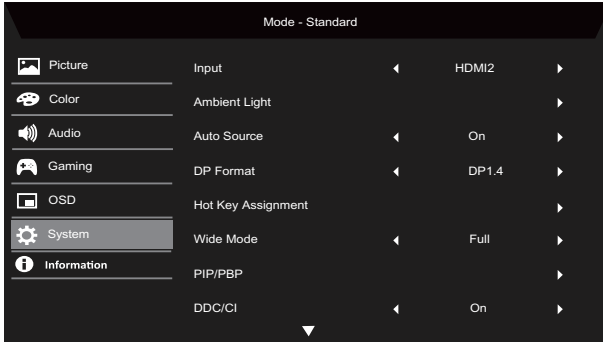 Mode - Standard
Picture
Color
Audio
Gaming
OSD
System
Information
Input HDMI2
Ambient Light
Auto Source On
DP Format DP1.4
Hot Key Assignment
Wide Mode Full
PIP/PBP
DDC/CI On